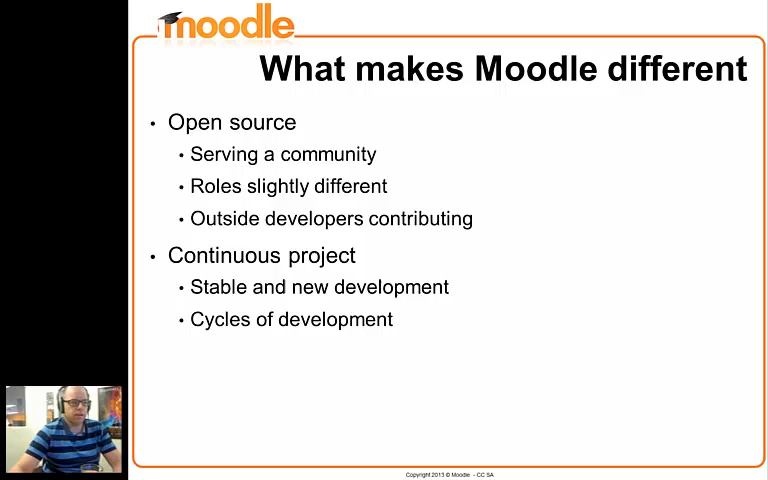 moodle
What makes Moodle different
• Open source
• Serving a community
• Roles slightly different
• Outside developers contributing
• Continuous project
• Stable and new development
• Cycles of development
Copyright 2013 © Moodle - CC SA